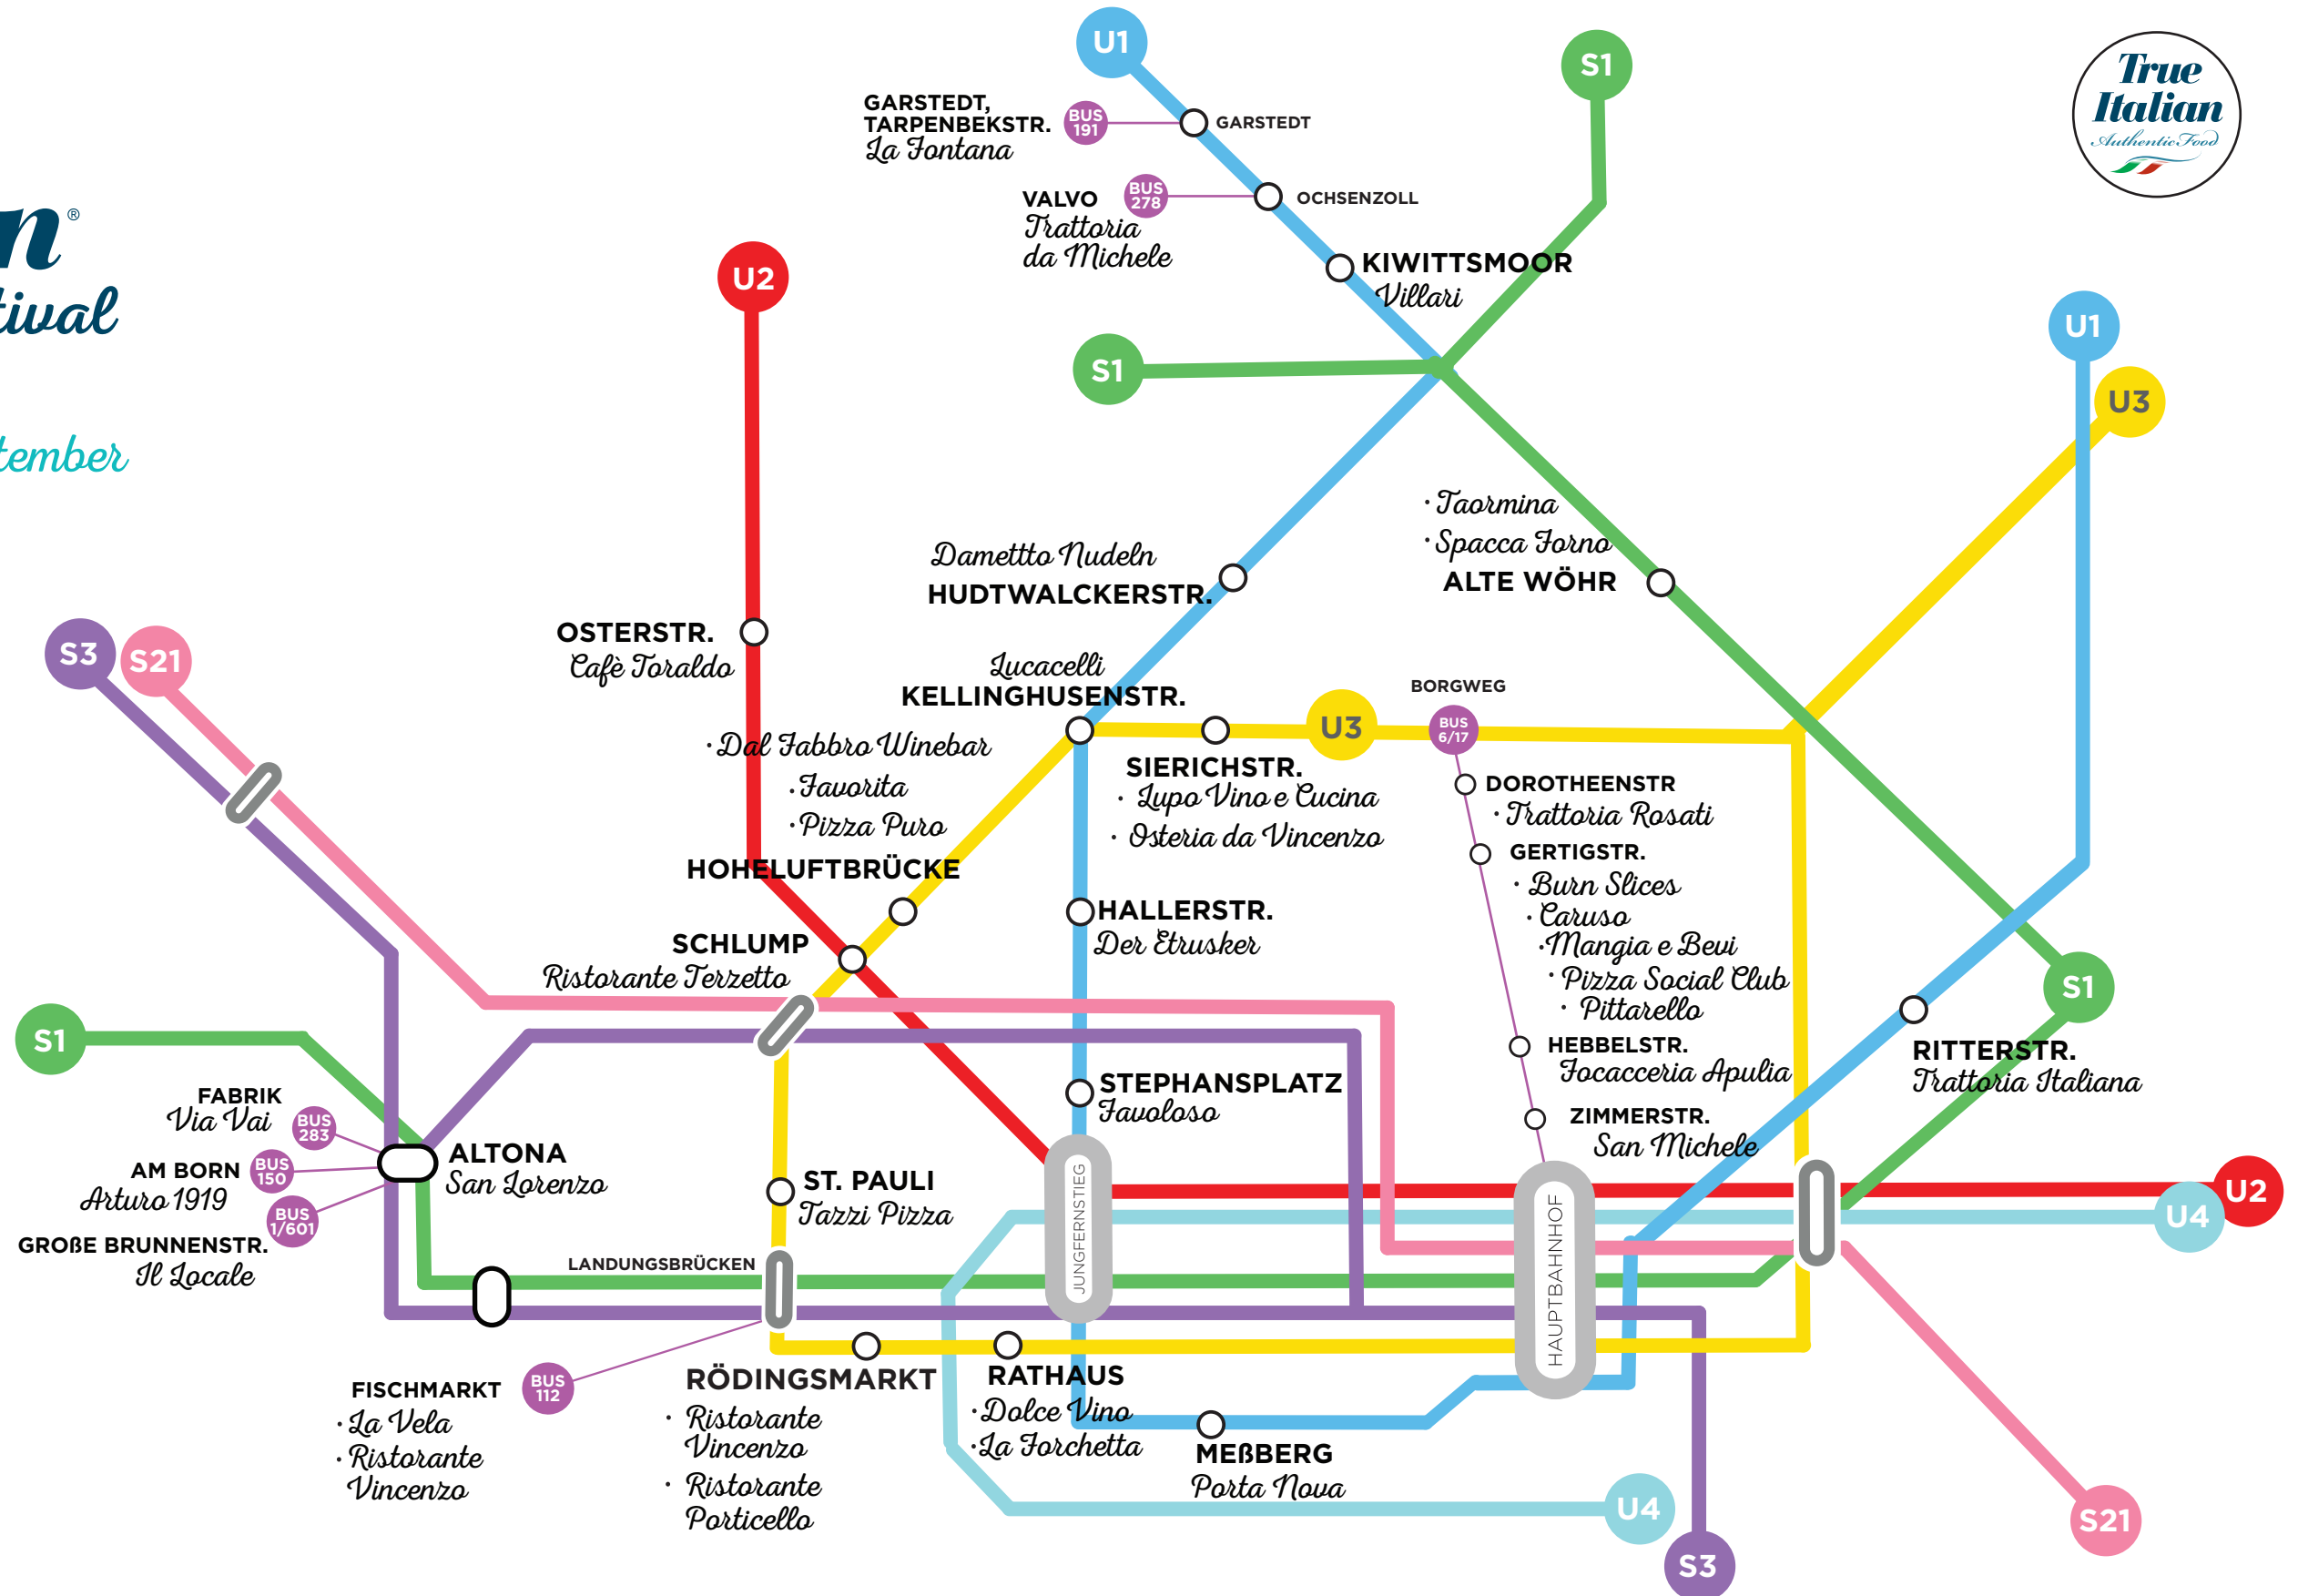 U1
S1
True
Italian
Authentic Food
GARSTEDT,
TARPENBEKSTR.
La Fontana
BUS
191
GARSTEDT
VALVO
Trattoria
da Michele
BUS
278
OCHSENZOLL
KIWITTSMOOR
Villari
n®
tival
tember
U2
S1
U1
U3
· Taormina
· Spacca Forno
ALTE WÖHR
Damettto Nudeln
HUDTWALCKERSTR.
OSTERSTR.
Cafè Toraldo
S3
S21
Lucacelli
KELLINGHUSENSTR.
U3
BORGWEG
BUS
6/17
· Dal Fabbro Winebar
· Favorita
· Pizza Puro
HOHELUFTBRÜCKE
SIERICHSTR.
· Lupo Vino e Cucina
· Osteria da Vincenzo
DOROTHEENSTR
· Trattoria Rosati
GERTIGSTR.
· Burn Slices
· Caruso
· Mangia e Bevi
· Pizza Social Club
· Pittarello
HALLERSTR.
Der Etrusker
SCHLUMP
Ristorante Terzetto
S1
S1
HEBBELSTR.
Focacceria Apulia
RITTERSTR.
Trattoria Italiana
STEPHANSPLATZ
Favoloso
ZIMMERSTR.
San Michele
FABRIK
Via Vai
BUS
283
AM BORN
Arturo 1919
BUS
150
GROßE BRUNNENSTR.
Il Locale
BUS
1/601
ALTONA
San Lorenzo
ST. PAULI
Tazzi Pizza
JUNGFERNSTIEG
HAUPTBAHNHOF
U2
U4
LANDUNGSBRÜCKEN
FISCHMARKT
· La Vela
· Ristorante
Vincenzo
BUS
112
RÖDINGSMARKT
· Ristorante
Vincenzo
· Ristorante
Porticello
RATHAUS
· Dolce Vino
· La Forchetta
MEßBERG
Porta Nova
U4
S21
S3